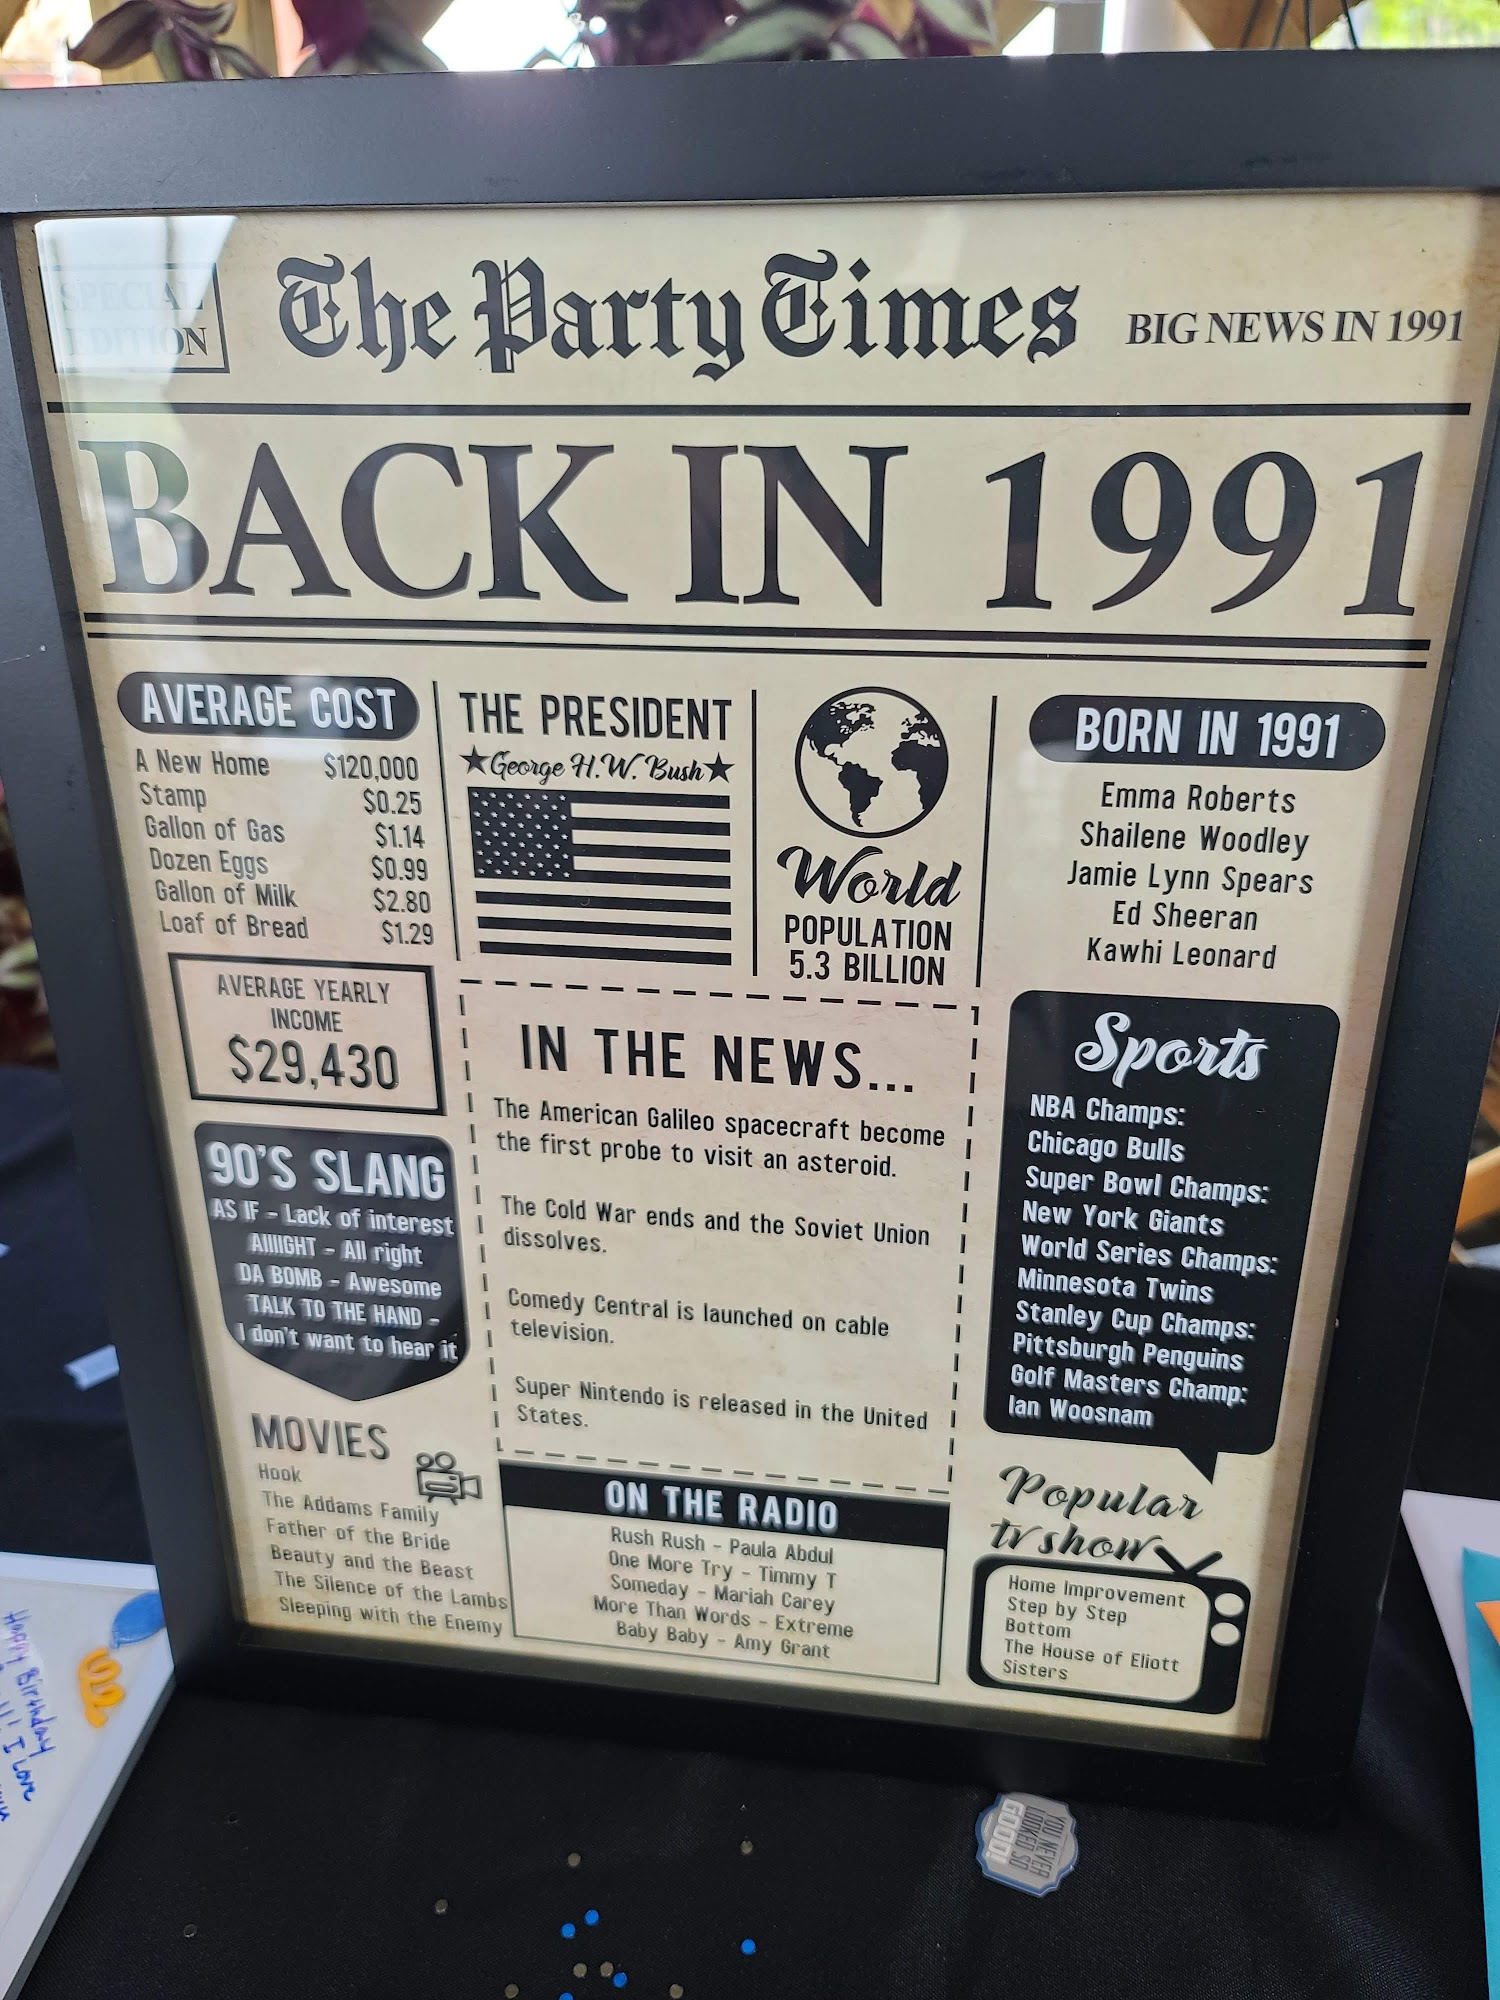 SPECIAL
EDITION
The Party Times
BIG NEWS IN 1991
BACK IN 1991
AVERAGE COST
A New Home $120,000
Stamp $0.25
Gallon of Gas $1.14
Dozen Eggs $0.99
Gallon of Milk $2.80
Loaf of Bread $1.29
AVERAGE YEARLY
INCOME
$29,430
90'S SLANG
AS IF - Lack of interest
AIIIIGHT - All right
DA BOMB - Awesome
TALK TO THE HAND -
I don't want to hear it
MOVIES
Hook
The Addams Family
Father of the Bride
Beauty and the Beast
The Silence of the Lambs
Sleeping with the Enemy
THE PRESIDENT
George H.W. Bush
World
POPULATION
5.3 BILLION
IN THE NEWS...
The American Galileo spacecraft become
the first probe to visit an asteroid.
The Cold War ends and the Soviet Union
dissolves.
Comedy Central is launched on cable
television.
Super Nintendo is released in the United
States.
ON THE RADIO
Rush Rush - Paula Abdul
One More Try - Timmy T
Someday - Mariah Carey
More Than Words - Extreme
Baby Baby - Amy Grant
BORN IN 1991
Emma Roberts
Shailene Woodley
Jamie Lynn Spears
Ed Sheeran
Kawhi Leonard
Sports
NBA Champs:
Chicago Bulls
Super Bowl Champs:
New York Giants
World Series Champs:
Minnesota Twins
Stanley Cup Champs:
Pittsburgh Penguins
Golf Masters Champ:
Ian Woosnam
Popular
tv show
Home Improvement
Step by Step
Bottom
The House of Eliott
Sisters
Happy Birthday
I Love
YOU NEVER
LOOKED SO
GOOD!